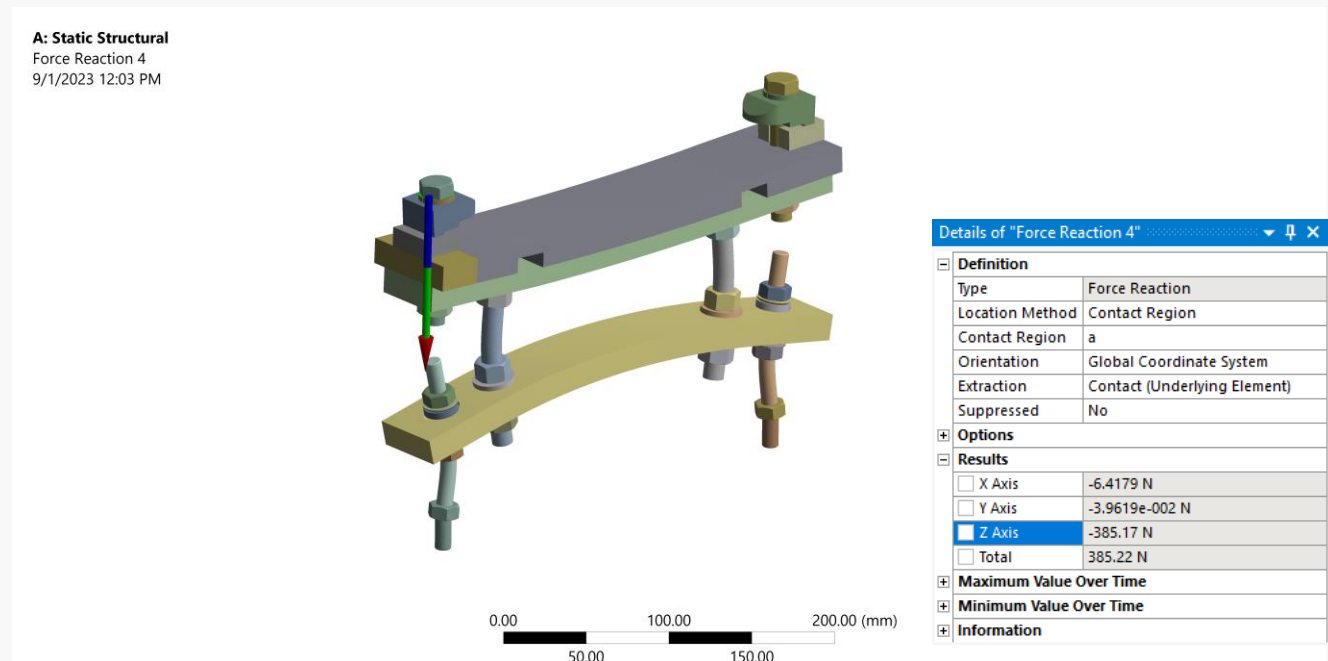 A: Static Structural
Force Reaction 4
9/1/2023 12:03 PM
Details of "Force Reaction 4"
Definition
Type Force Reaction
Location Method Contact Region
Contact Region a
Orientation Global Coordinate System
Extraction Contact (Underlying Element)
Suppressed No
Options
Results
X Axis -6.4179 N
Y Axis -3.9619e-002 N
Z Axis -385.17 N
Total 385.22 N
Maximum Value Over Time
Minimum Value Over Time
Information
0.00 100.00 200.00 (mm)
50.00 150.00